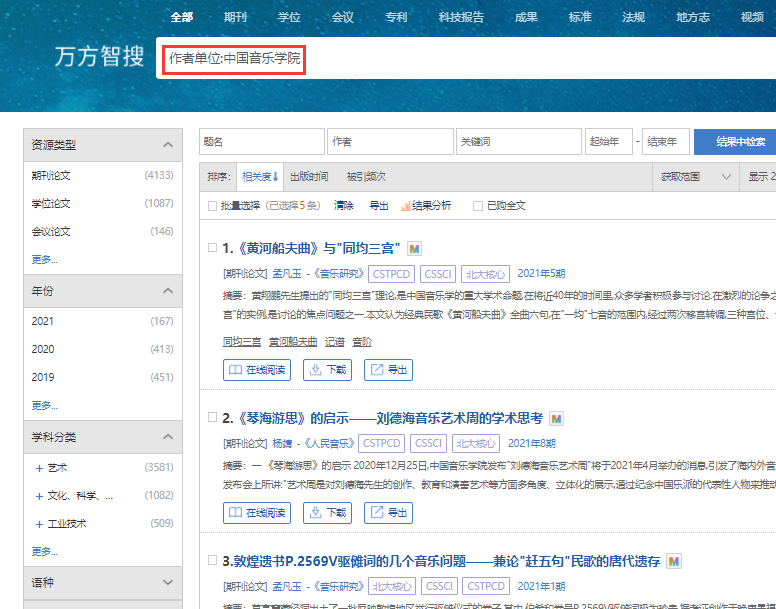 全部 期刊 学位 会议 专利 科技报告 成果 标准 法规 地方志 视频
万方智搜 作者单位:中国音乐学院
资源类型
期刊论文 (4133)
学位论文 (1087)
会议论文 (146)
更多...
年份
2021 (167)
2020 (413)
2019 (451)
更多...
学科分类
+ 艺术 (3581)
+ 文化、科学、... (1082)
+ 工业技术 (509)
更多...
语种
题名 作者 关键词 起始年 - 结束年 结果中检索
排序: 相关度↓ 出版时间 被引频次 获取范围 显示 2
批量选择 (已选择5条) 清除 导出 结果分析 已购全文
1.《黄河船夫曲》与"同均三宫" M
[期刊论文] 孟凡玉 -《音乐研究》 CSTPCD CSSCI 北大核心 2021年5期
摘要：黄翔鹏先生提出的"同均三宫"理论,是中国音乐学的重大学术命题,在将近40年的时间里,众多学者积极参与讨论.在激烈的论争之
宫"的实例,是讨论的焦点问题之一.本文认为经典民歌《黄河船夫曲》全曲六句,在"一均"七音的范围内,经过两次移宫转调,三种宫位、
同均三宫 黄河船夫曲 记谱 音阶
在线阅读 下载 导出
2.《琴海游思》的启示——刘德海音乐艺术周的学术思考 M
[期刊论文] 杨靖 -《人民音乐》 CSTPCD CSSCI 北大核心 2021年8期
摘要：一 《琴海游思》的启示 2020年12月25日,中国音乐学院发布"刘德海音乐艺术周"将于2021年4月举办的消息,引发了海内外音
发布会上所讲:"艺术周是对刘德海先生的创作、教育和演奏艺术等方面多角度、立体化的展示,通过纪念中国乐派的代表性人物来推动
在线阅读 下载 导出
3.敦煌遗书P.2569V驱傩词的几个音乐问题——兼论"赶五句"民歌的唐代遗存 M
[期刊论文] 孟凡玉 -《音乐研究》 北大核心 CSSCI CSTPCD 2021年1期